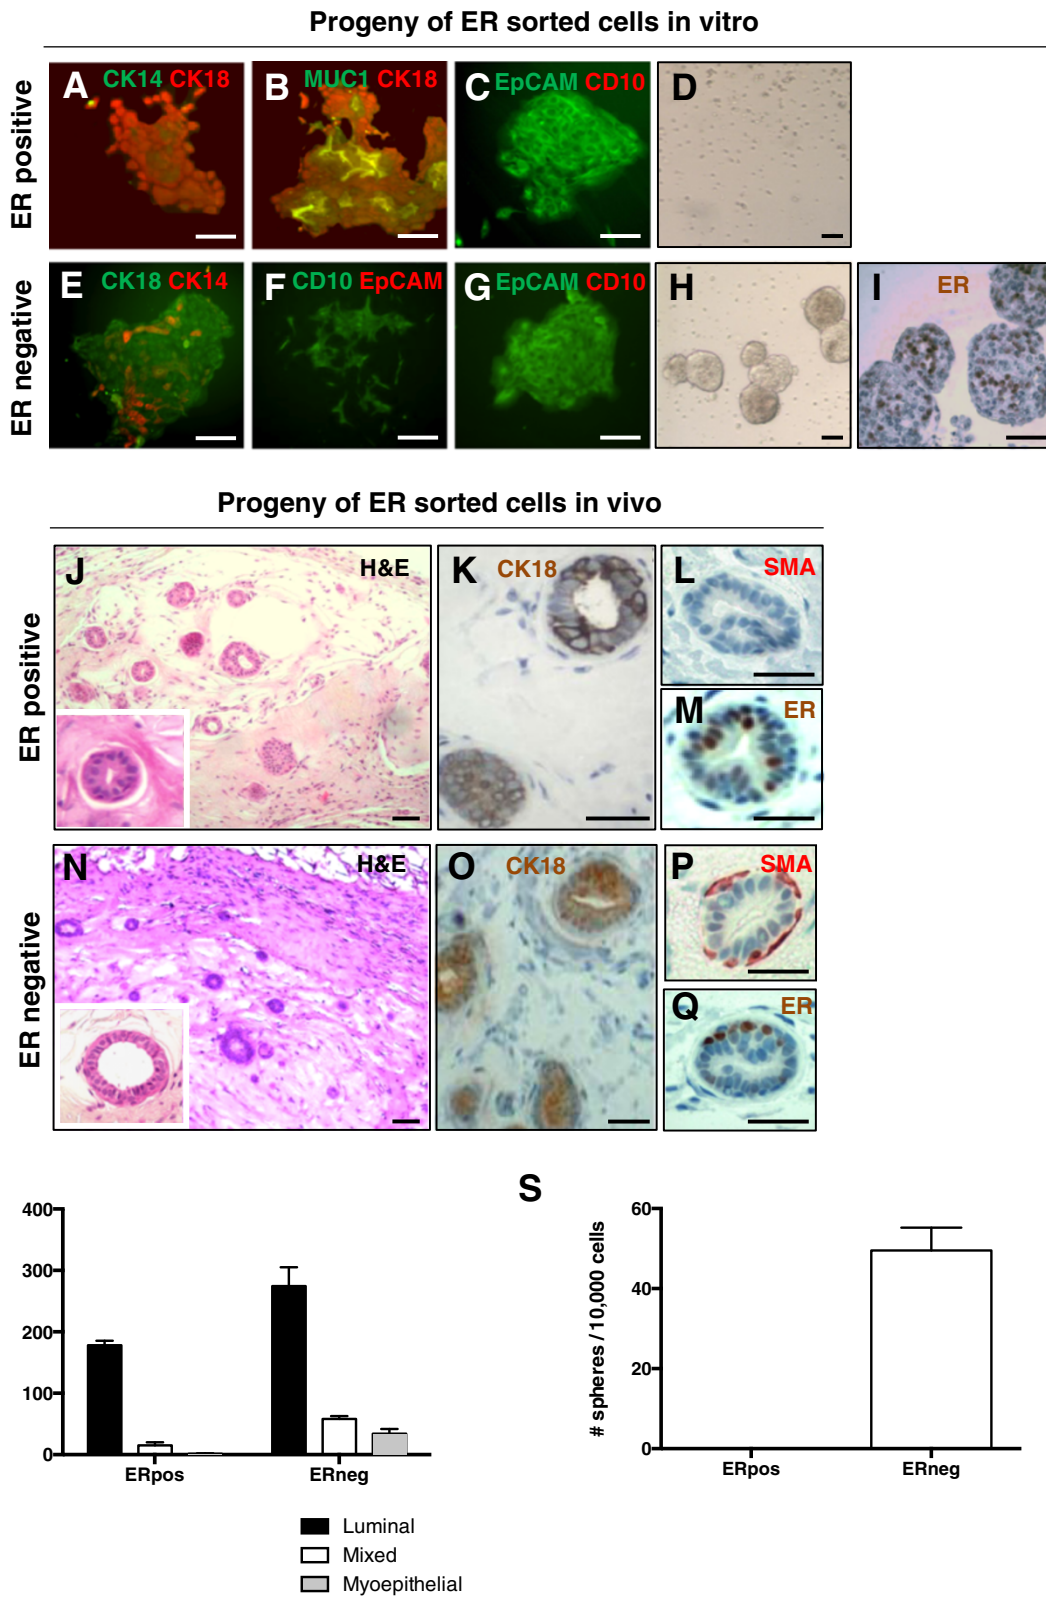 Progeny of ER sorted cells in vitro
ER positive
A CK14 CK18
B MUC1 CK18
C EpCAM CD10
D
ER negative
E CK18 CK14
F CD10 EpCAM
G EpCAM CD10
H
I ER
Progeny of ER sorted cells in vivo
ER positive
J H&E
K CK18
L SMA
M ER
ER negative
N H&E
O CK18
P SMA
Q ER
400
300
200
100
0
ERpos ERneg
Luminal
Mixed
Myoepithelial
S
# spheres / 10,000 cells
60
40
20
0
ERpos ERneg